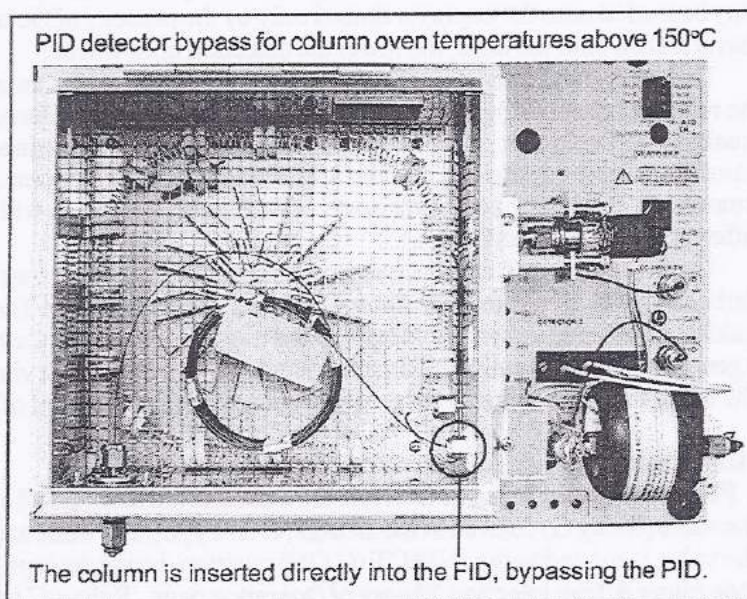 PID detector bypass for column oven temperatures above 150°C
The column is inserted directly into the FID, bypassing the PID.